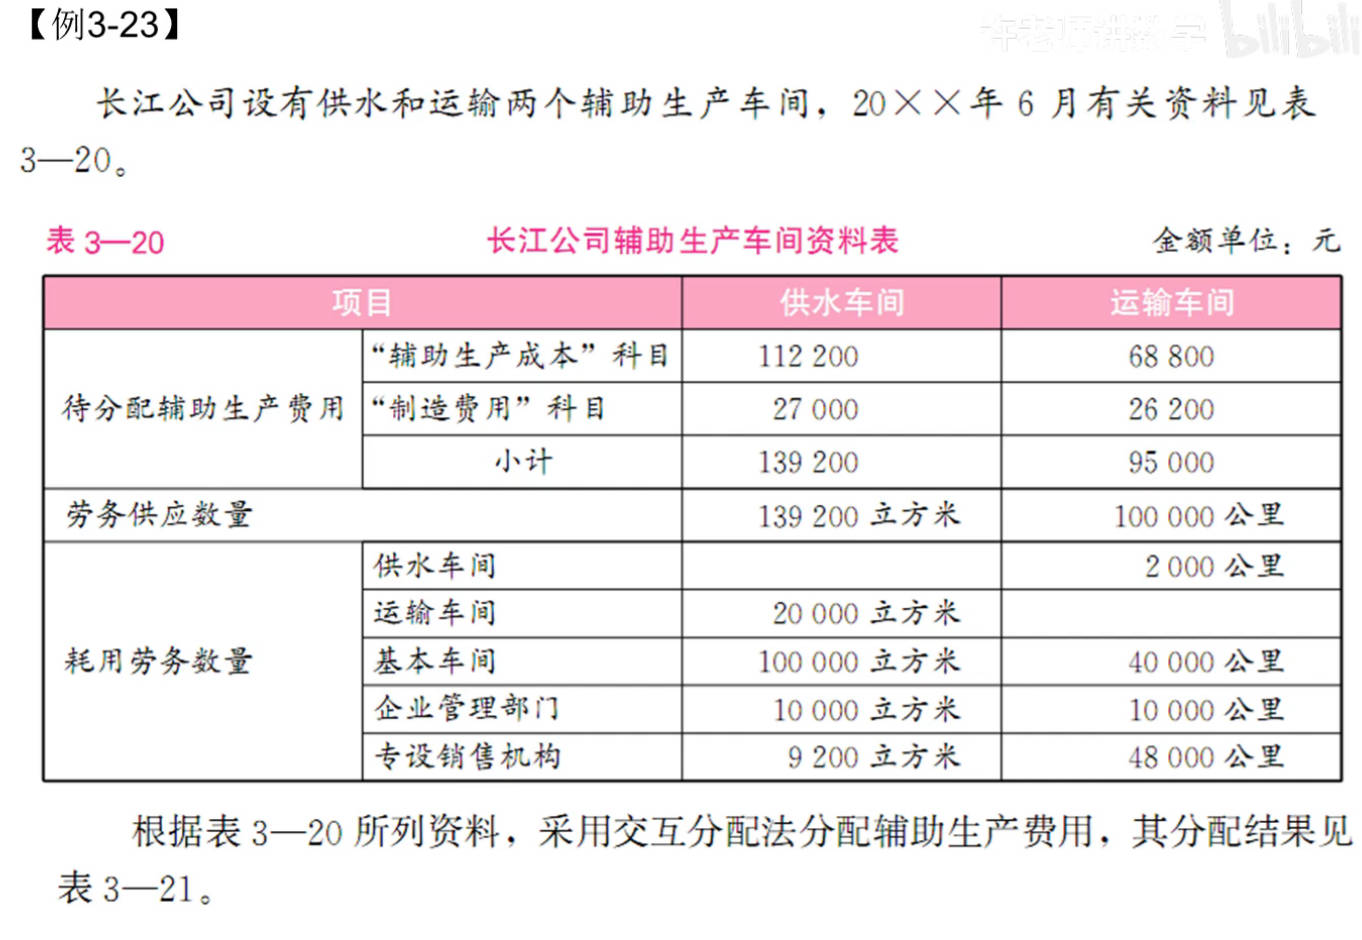 【例3-23】
许老师讲数学 bilibili
长江公司设有供水和运输两个辅助生产车间，20××年 6 月有关资料见表
3—20。
表 3—20 长江公司辅助生产车间资料表 金额单位：元
项目 供水车间 运输车间
待分配辅助生产费用 “辅助生产成本”科目 112 200 68 800
“制造费用”科目 27 000 26 200
小计 139 200 95 000
劳务供应数量 139 200 立方米 100 000 公里
耗用劳务数量 供水车间 2 000 公里
运输车间 20 000 立方米
基本车间 100 000 立方米 40 000 公里
企业管理部门 10 000 立方米 10 000 公里
专设销售机构 9 200 立方米 48 000 公里
根据表 3—20 所列资料，采用交互分配法分配辅助生产费用，其分配结果见
表 3—21。